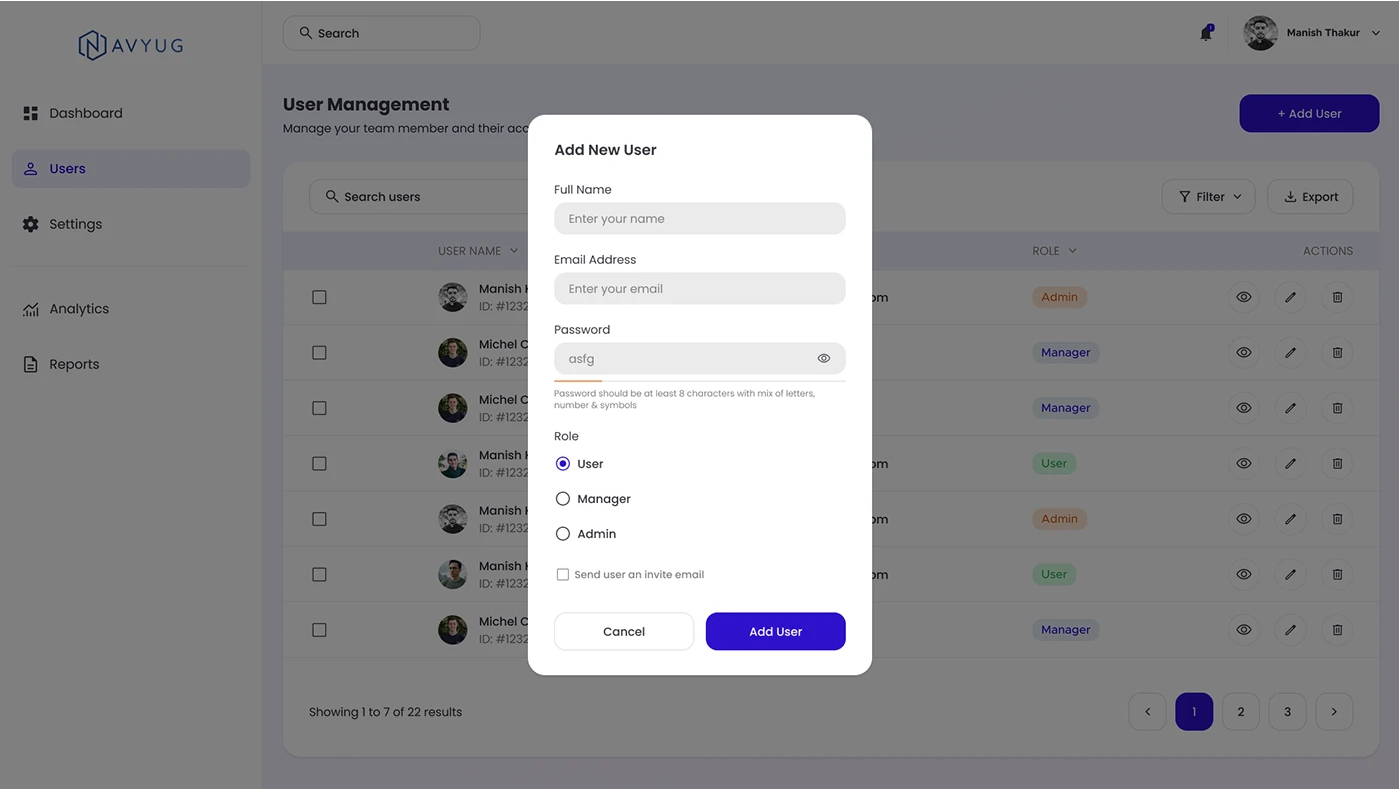 NAVYUG
Search
1
Manish Thakur
Dashboard
Users
Settings
Analytics
Reports
User Management
Manage your team member and their acc
+ Add User
Search users
Filter
Export
USER NAME
ROLE
ACTIONS
Manish K
ID: #1232
om
Admin
Michel C
ID: #1232
Manager
Michel C
ID: #1232
Manager
Manish K
ID: #1232
om
User
Manish K
ID: #1232
om
Admin
Manish K
ID: #1232
om
User
Michel C
ID: #1232
Manager
Showing 1 to 7 of 22 results
1
2
3
Add New User
Full Name
Enter your name
Email Address
Enter your email
Password
asfg
Password should be at least 8 characters with mix of letters,
number & symbols
Role
User
Manager
Admin
Send user an invite email
Cancel
Add User